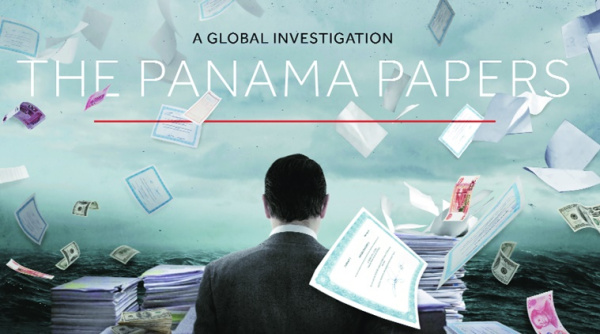 A GLOBAL INVESTIGATION
THE PANAMA PAPERS